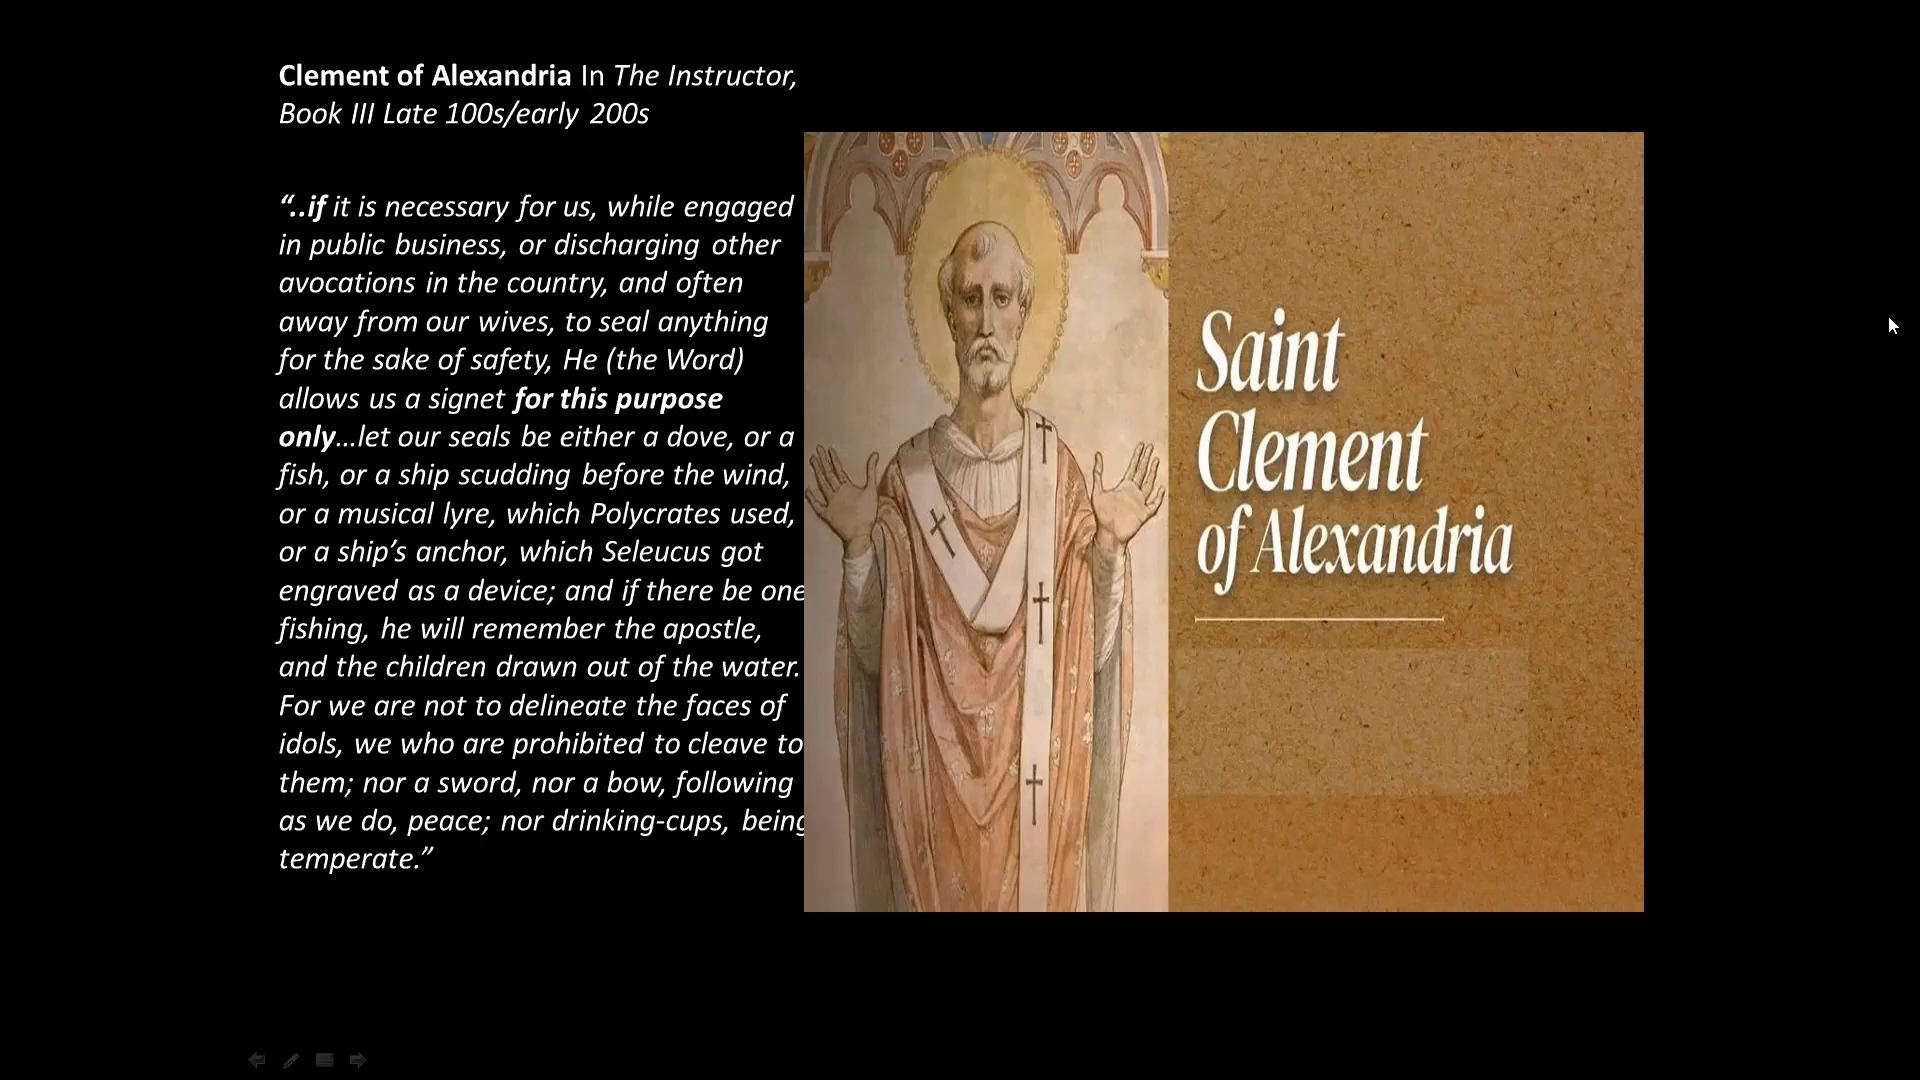 Clement of Alexandria In The Instructor,
Book III Late 100s/early 200s
“..if it is necessary for us, while engaged
in public business, or discharging other
avocations in the country, and often
away from our wives, to seal anything
for the sake of safety, He (the Word)
allows us a signet for this purpose
only…let our seals be either a dove, or a
fish, or a ship scudding before the wind,
or a musical lyre, which Polycrates used,
or a ship’s anchor, which Seleucus got
engraved as a device; and if there be one
fishing, he will remember the apostle,
and the children drawn out of the water.
For we are not to delineate the faces of
idols, we who are prohibited to cleave to
them; nor a sword, nor a bow, following
as we do, peace; nor drinking-cups, being
temperate.”
Saint
Clement
of Alexandria